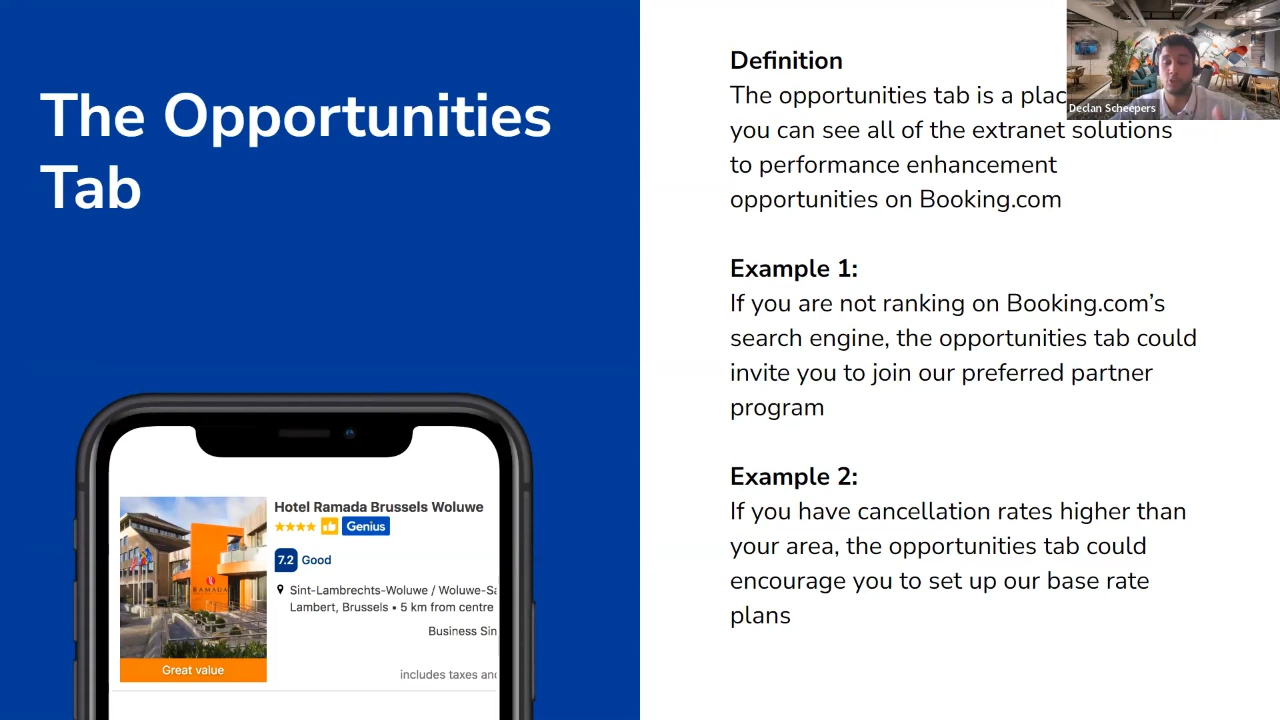 The Opportunities
Tab
Definition
The opportunities tab is a plac
you can see all of the extranet solutions
to performance enhancement
opportunities on Booking.com
Example 1:
If you are not ranking on Booking.com’s
search engine, the opportunities tab could
invite you to join our preferred partner
program
Example 2:
If you have cancellation rates higher than
your area, the opportunities tab could
encourage you to set up our base rate
plans
Declan Scheepers
Hotel Ramada Brussels Woluwe
Genius
7.2 Good
Sint-Lambrechts-Woluwe / Woluwe-Sa
Lambert, Brussels • 5 km from centre
Business Sin
includes taxes and
RAMADA
Great value